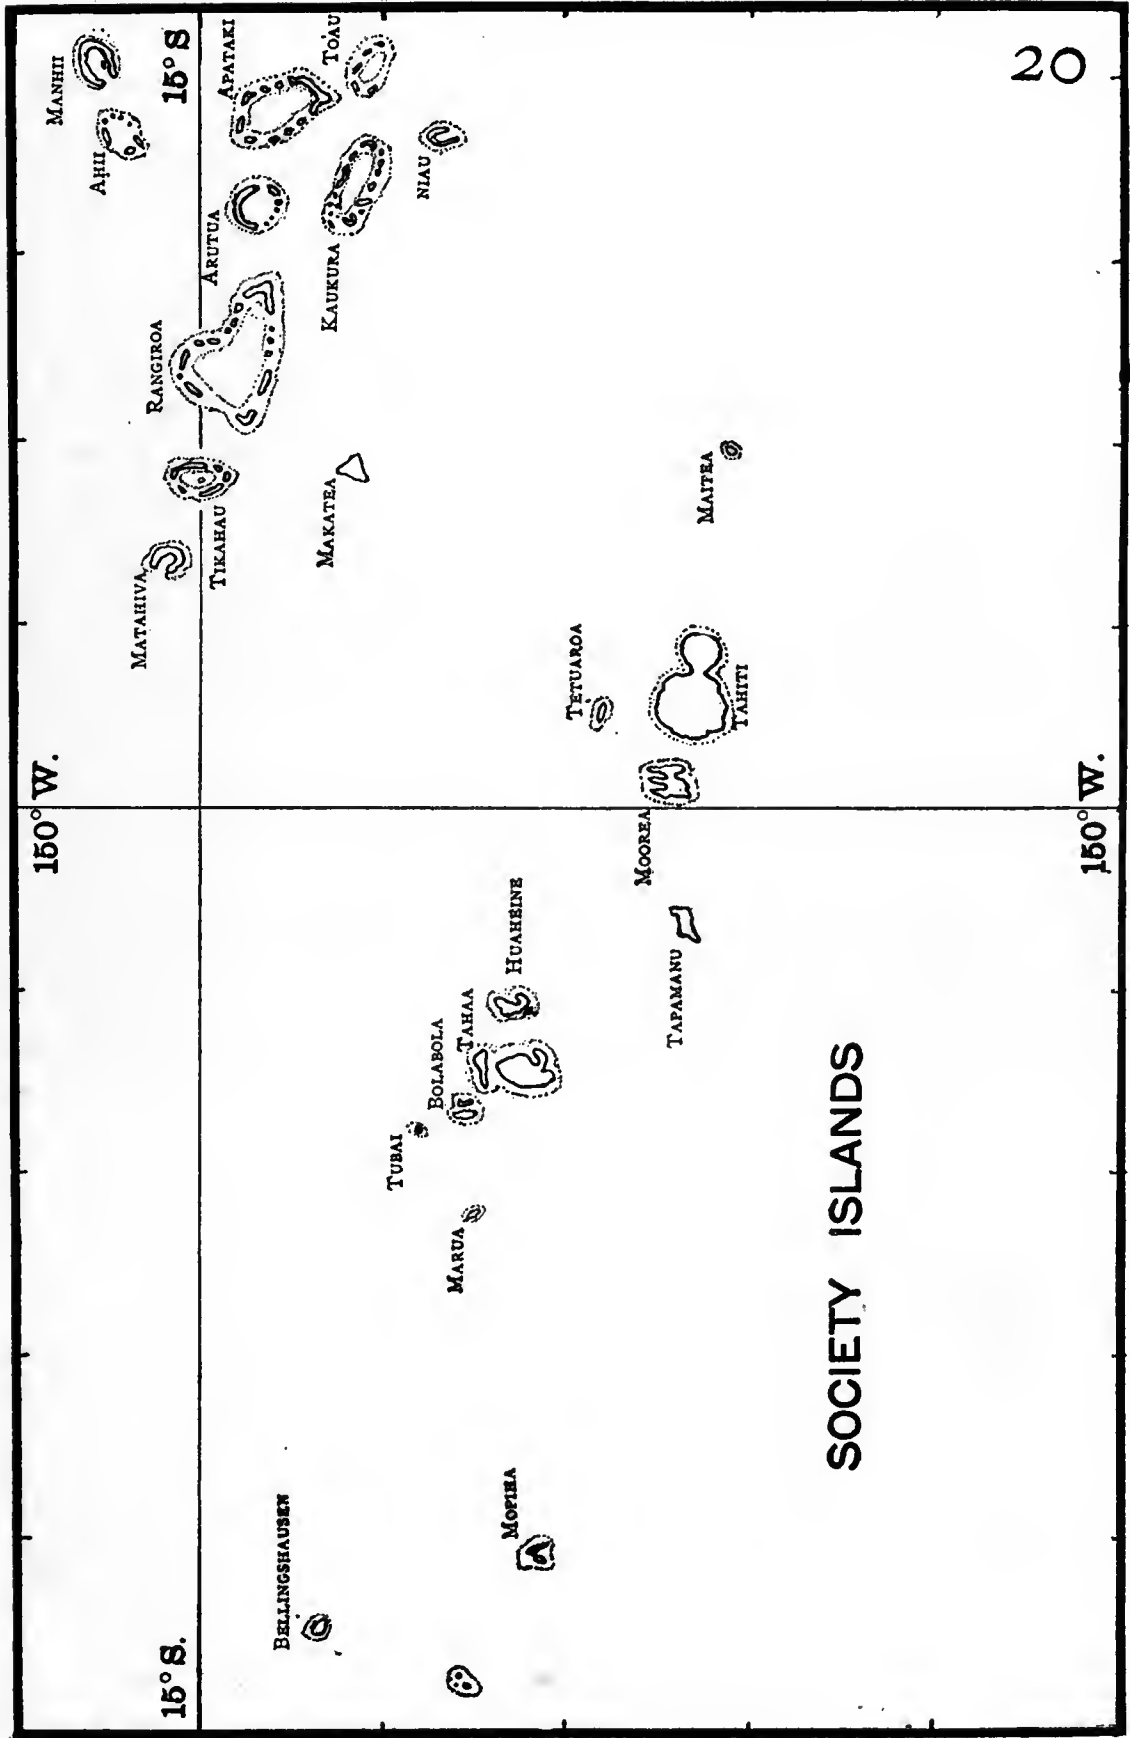 150° W.
15° S
MANHII
AHII
APATAKI
TOAU
ARUTUA
NIAU
KAUKURA
RANGIROA
TIKAHAU
MATAHIVA
MAKATEA
MAITEA
TETUAROA
TAHITI
MOOREA
TAPAMANU
HUAHEINE
TAHAA
BOLABOLA
TUBAI
MARUA
MOPIHA
BELLINGSHAUSEN
15° S.
150° W.
SOCIETY ISLANDS
20